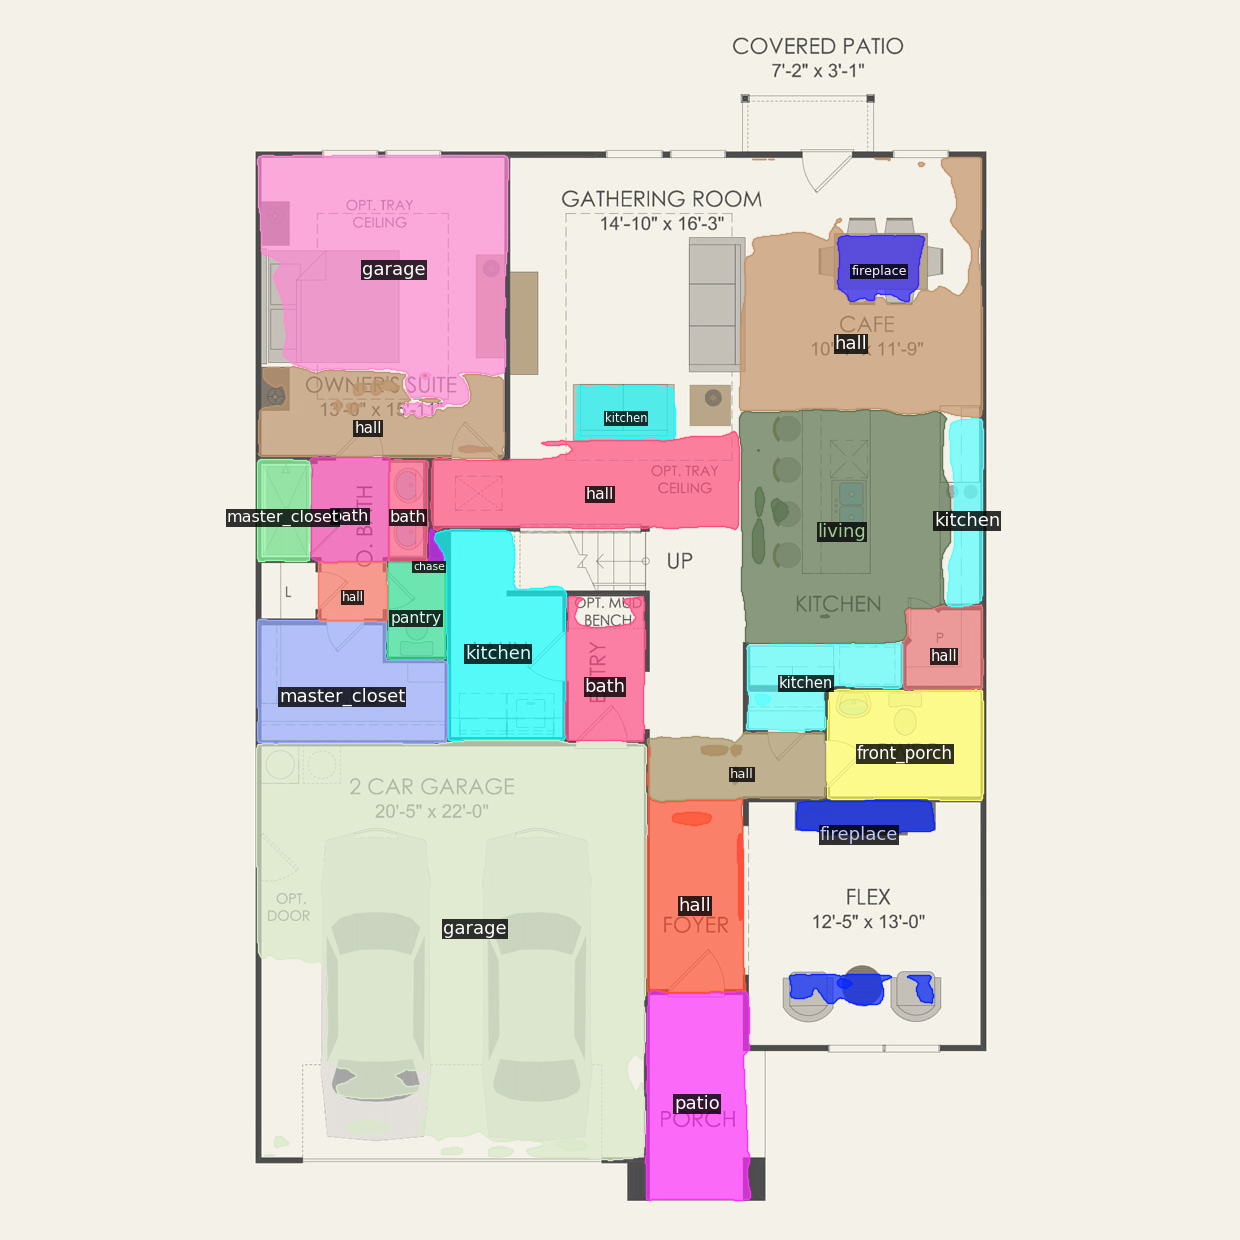 COVERED PATIO
7'-2" x 3'-1"
OPT. TRAY
CEILING
garage
GATHERING ROOM
14'-10" x 16'-3"
fireplace
CAFE
hall
11'-9"
OWNER'S SUITE
13'-0" x 15'-11"
hall
kitchen
OPT. TRAY
CEILING
hall
master_closet
bath
bath
O. BATH
chase
living
kitchen
UP
KITCHEN
L
hall
pantry
OPT. MUD
BENCH
kitchen
ENTRY
bath
P
hall
master_closet
kitchen
front_porch
hall
2 CAR GARAGE
20'-5" x 22'-0"
fireplace
OPT.
DOOR
garage
hall
FOYER
FLEX
12'-5" x 13'-0"
patio
PORCH